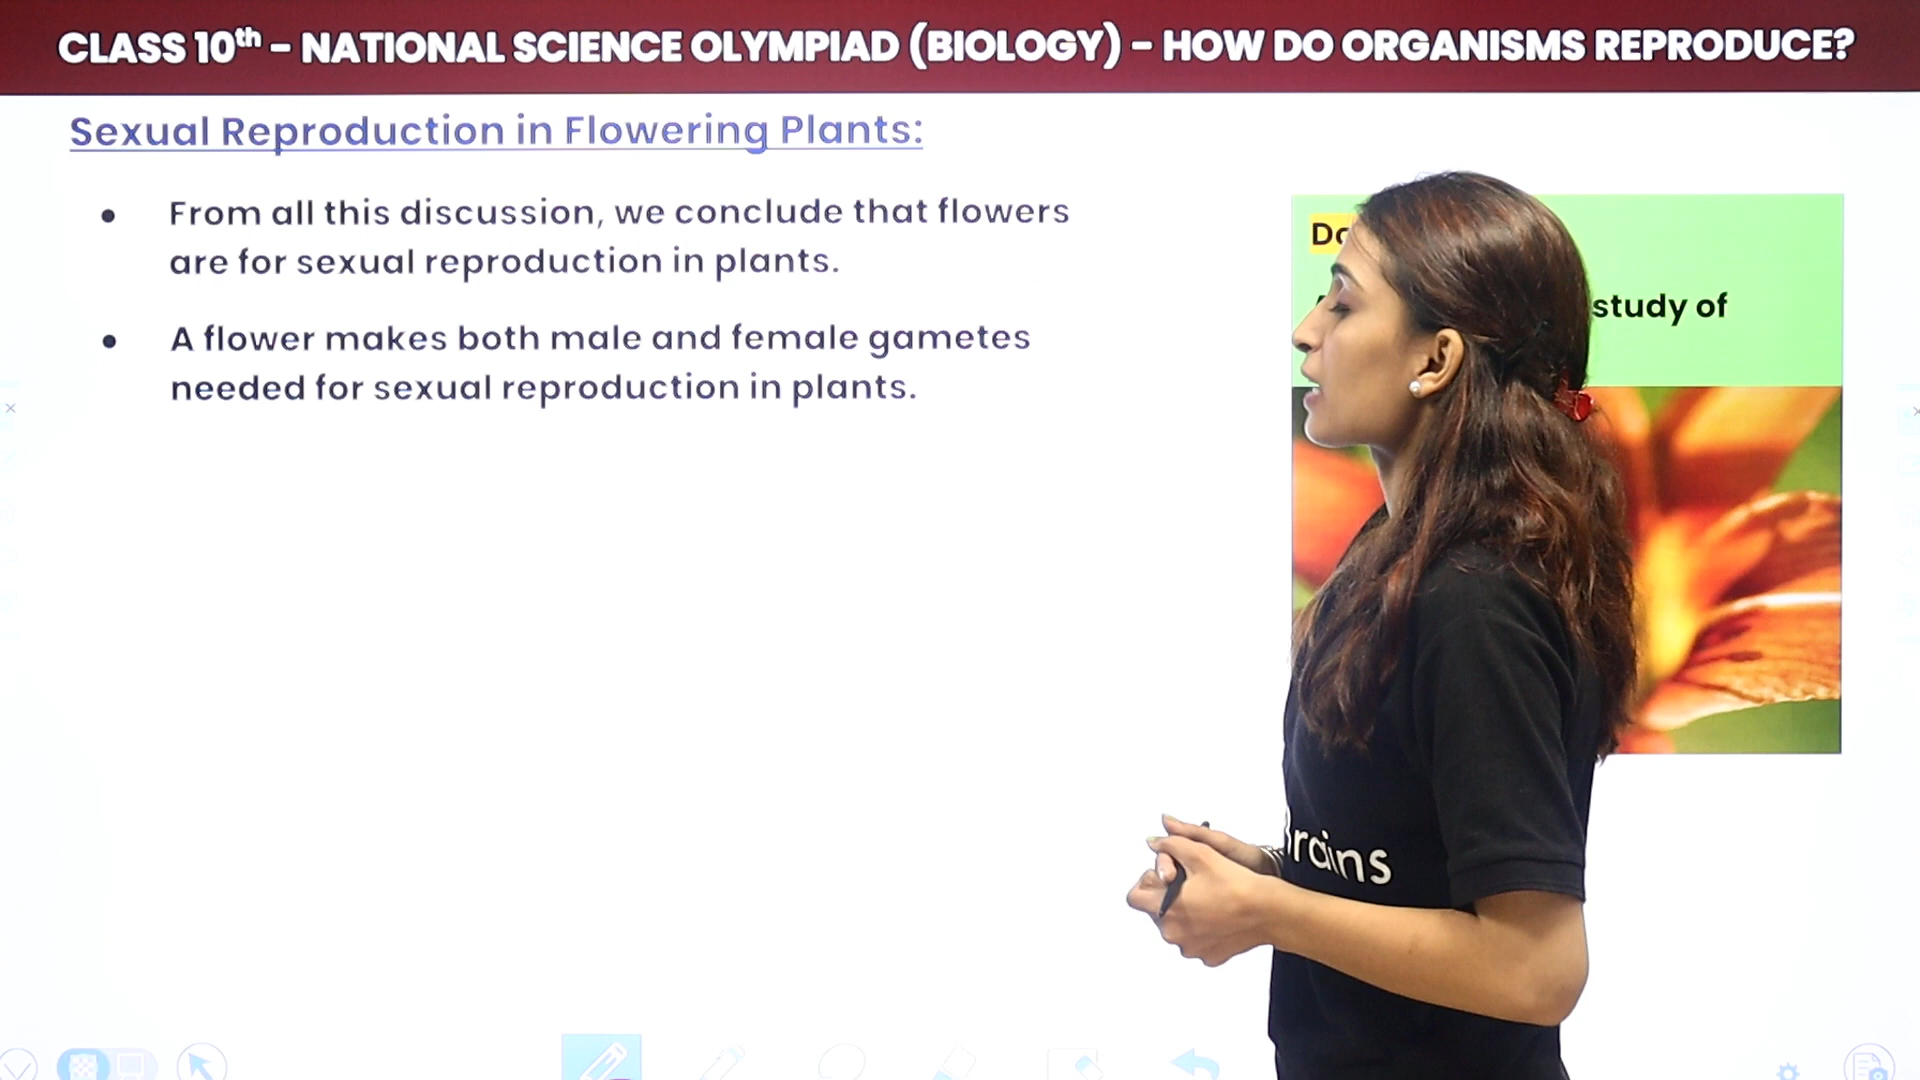 CLASS 10th – NATIONAL SCIENCE OLYMPIAD (BIOLOGY) – HOW DO ORGANISMS REPRODUCE?
Sexual Reproduction in Flowering Plants:
• From all this discussion, we conclude that flowers
are for sexual reproduction in plants.
• A flower makes both male and female gametes
needed for sexual reproduction in plants.
study of
rains